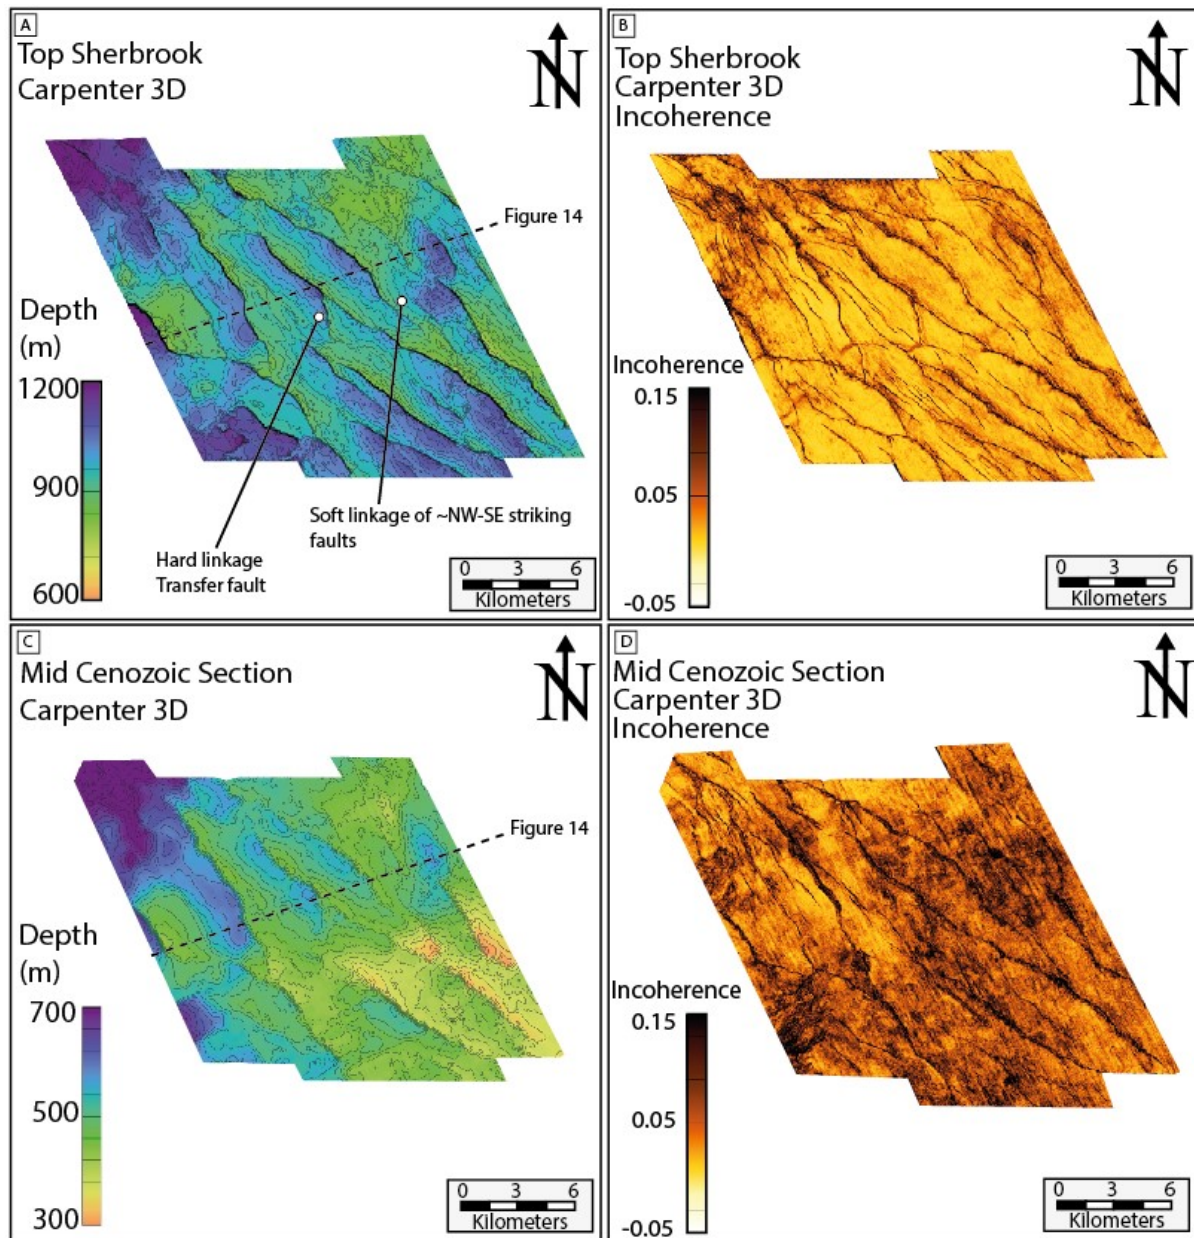 A
Top Sherbrook
Carpenter 3D
N
Figure 14
Depth
(m)
1200
900
600
Hard linkage
Transfer fault
Soft linkage of ~NW-SE striking
faults
0 3 6
Kilometers
B
Top Sherbrook
Carpenter 3D
Incoherence
N
Incoherence
0.15
0.05
-0.05
0 3 6
Kilometers
C
Mid Cenozoic Section
Carpenter 3D
N
Figure 14
Depth
(m)
700
500
300
0 3 6
Kilometers
D
Mid Cenozoic Section
Carpenter 3D
Incoherence
N
Incoherence
0.15
0.05
-0.05
0 3 6
Kilometers